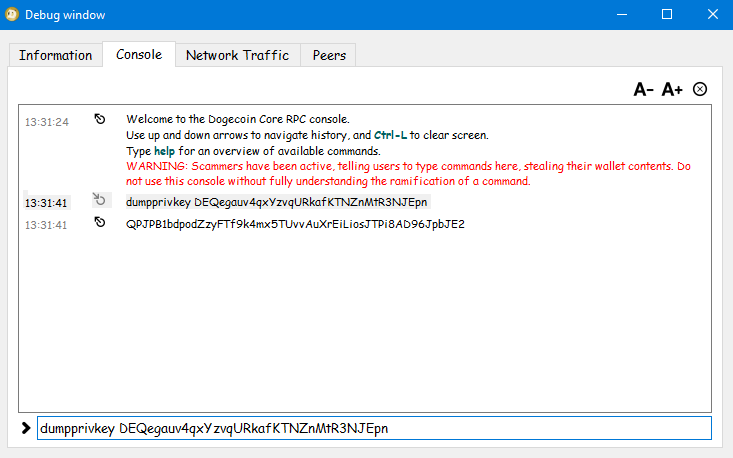 Debug window
Information Console Network Traffic Peers
A- A+
13:31:24 Welcome to the Dogecoin Core RPC console.
Use up and down arrows to navigate history, and Ctrl-L to clear screen.
Type help for an overview of available commands.
WARNING: Scammers have been active, telling users to type commands here, stealing their wallet contents. Do
not use this console without fully understanding the ramification of a command.
13:31:41 dumpprivkey DEQegauv4qxYzvqURkafKTNZnMtR3NJEpn
13:31:41 QPJPB1bdpodZzyFTf9k4mx5TUvvAuXrEiLiosJTPi8AD96JpbJE2
dumpprivkey DEQegauv4qxYzvqURkafKTNZnMtR3NJEpn